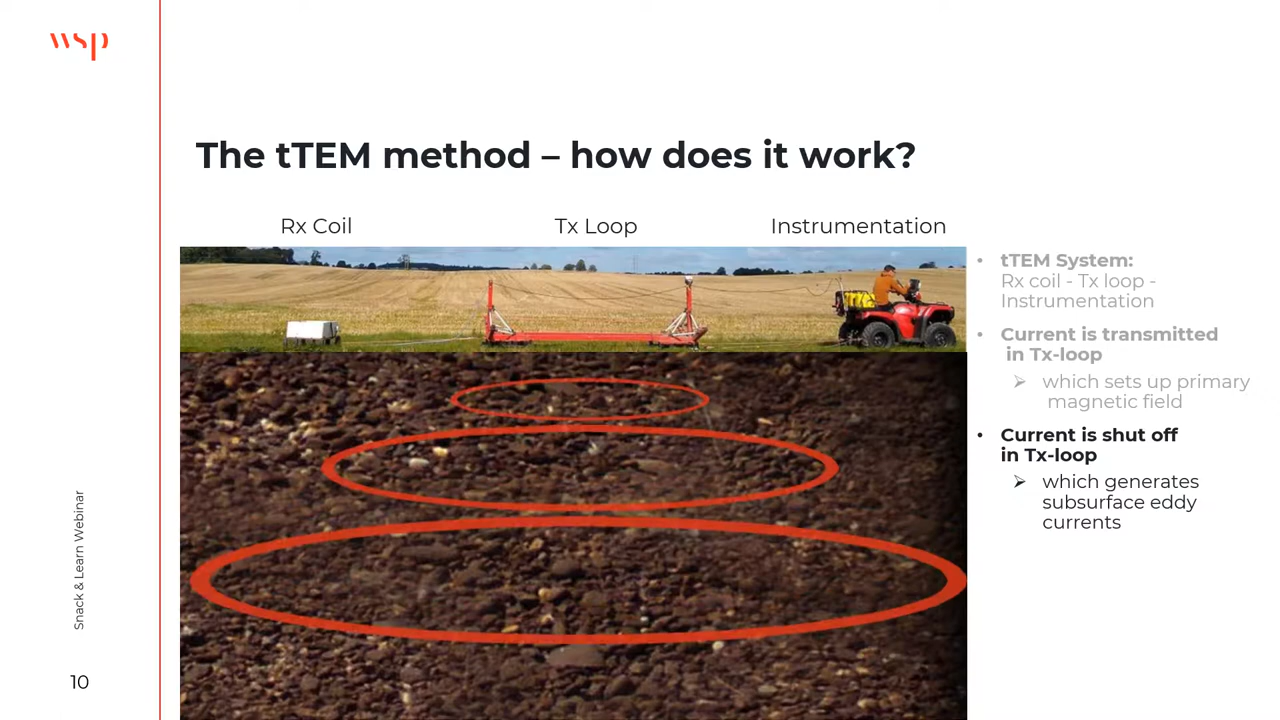 wsp
The tTEM method – how does it work?
Rx Coil
Tx Loop
Instrumentation
• tTEM System:
Rx coil - Tx loop -
Instrumentation
• Current is transmitted
in Tx-loop
➢ which sets up primary
magnetic field
• Current is shut off
in Tx-loop
➢ which generates
subsurface eddy
currents
Snack & Learn Webinar
10